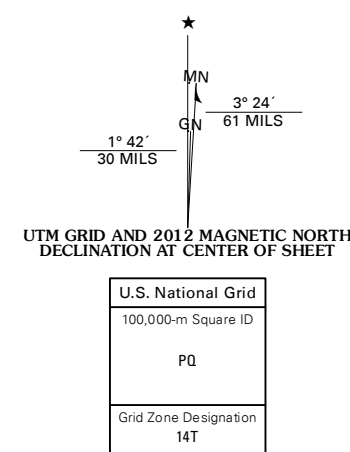 ★
MN
3° 24´
61 MILS
GN
1° 42´
30 MILS
UTM GRID AND 2012 MAGNETIC NORTH
DECLINATION AT CENTER OF SHEET
U.S. National Grid
100,000-m Square ID
PQ
Grid Zone Designation
14T